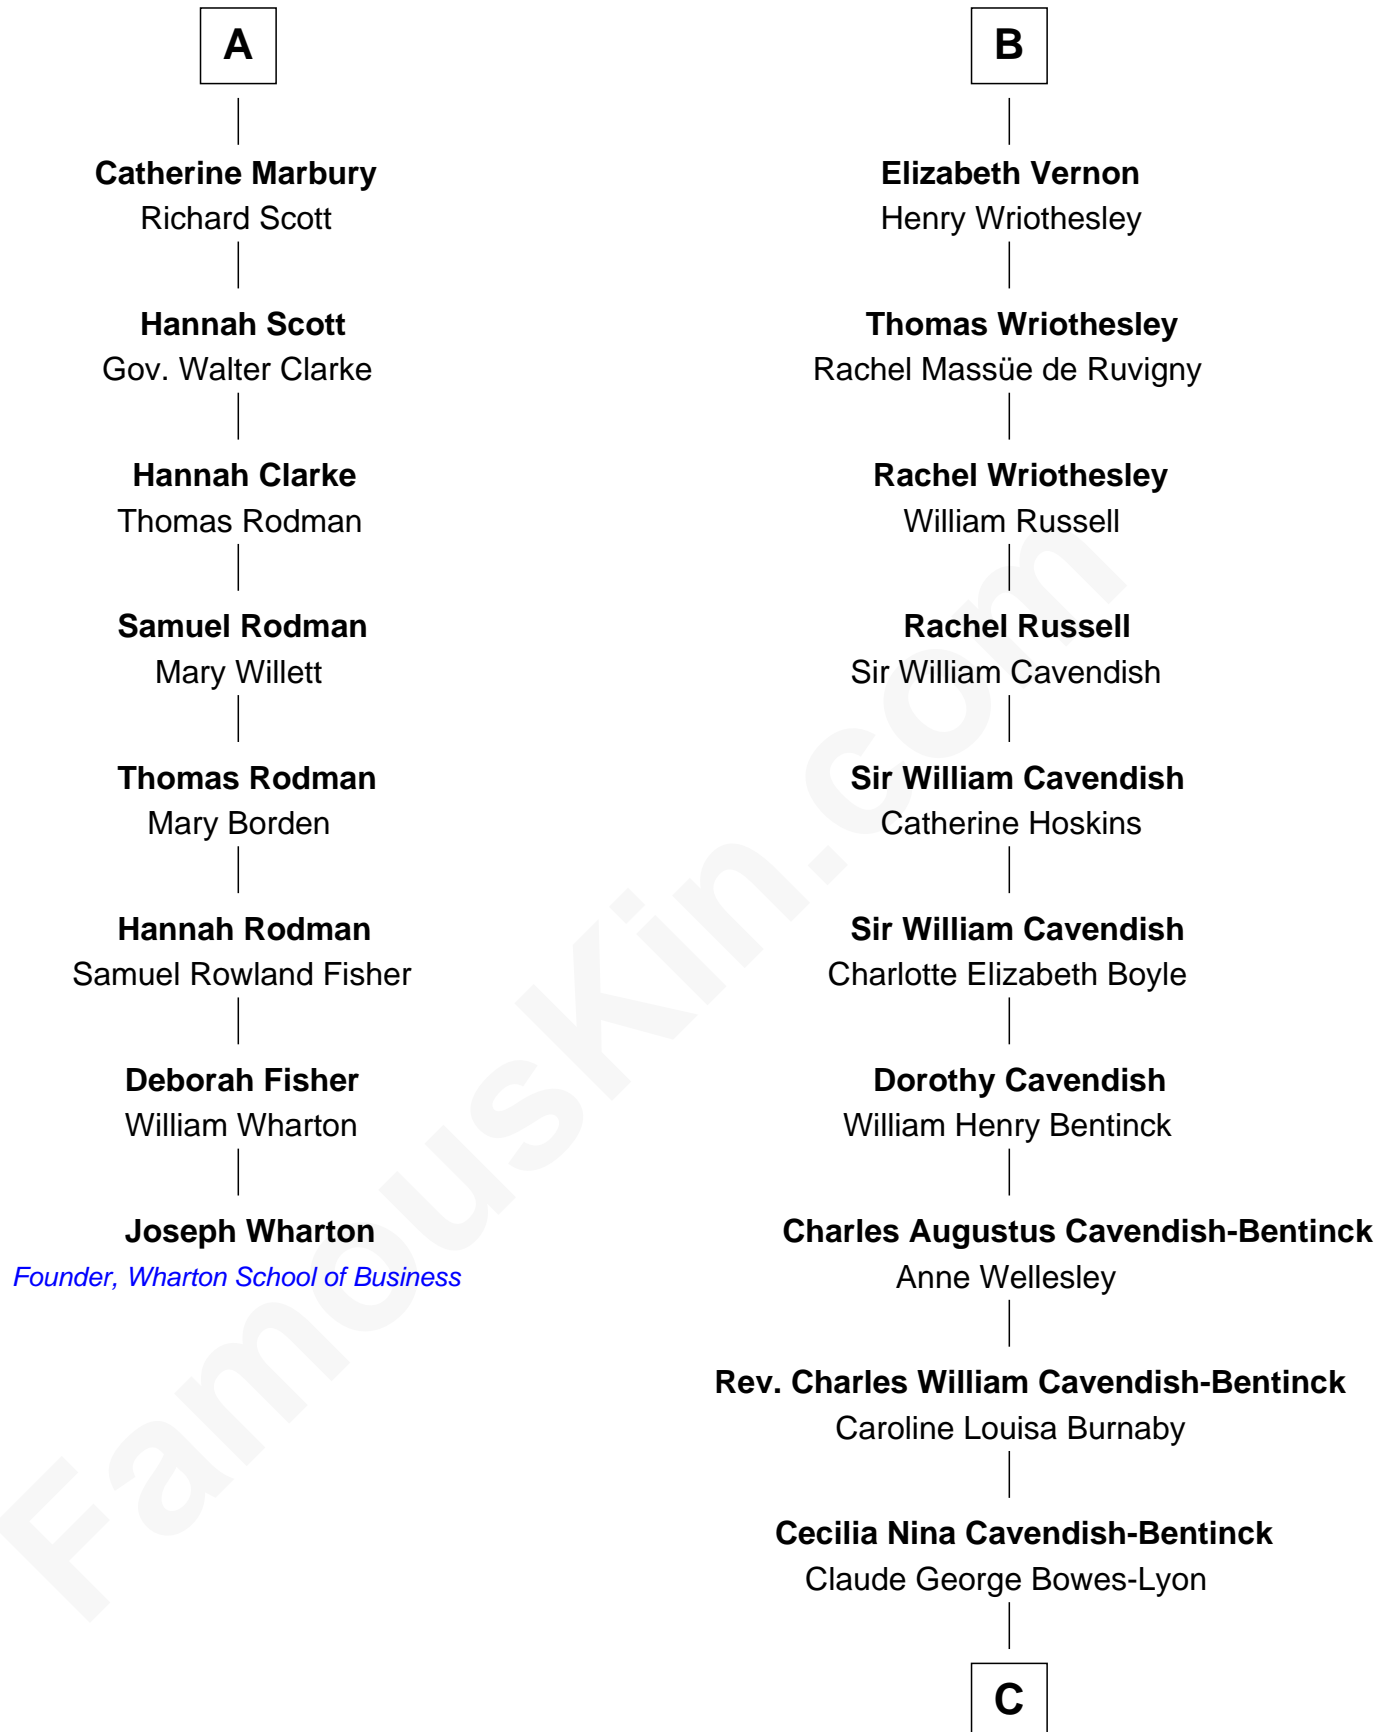 A
Catherine Marbury
Richard Scott
Hannah Scott
Gov. Walter Clarke
Hannah Clarke
Thomas Rodman
Samuel Rodman
Mary Willett
Thomas Rodman
Mary Borden
Hannah Rodman
Samuel Rowland Fisher
Deborah Fisher
William Wharton
Joseph Wharton
Founder, Wharton School of Business
B
Elizabeth Vernon
Henry Wriothesley
Thomas Wriothesley
Rachel Massüe de Ruvigny
Rachel Wriothesley
William Russell
Rachel Russell
Sir William Cavendish
Sir William Cavendish
Catherine Hoskins
Sir William Cavendish
Charlotte Elizabeth Boyle
Dorothy Cavendish
William Henry Bentinck
Charles Augustus Cavendish-Bentinck
Anne Wellesley
Rev. Charles William Cavendish-Bentinck
Caroline Louisa Burnaby
Cecilia Nina Cavendish-Bentinck
Claude George Bowes-Lyon
C
FamousKin.com